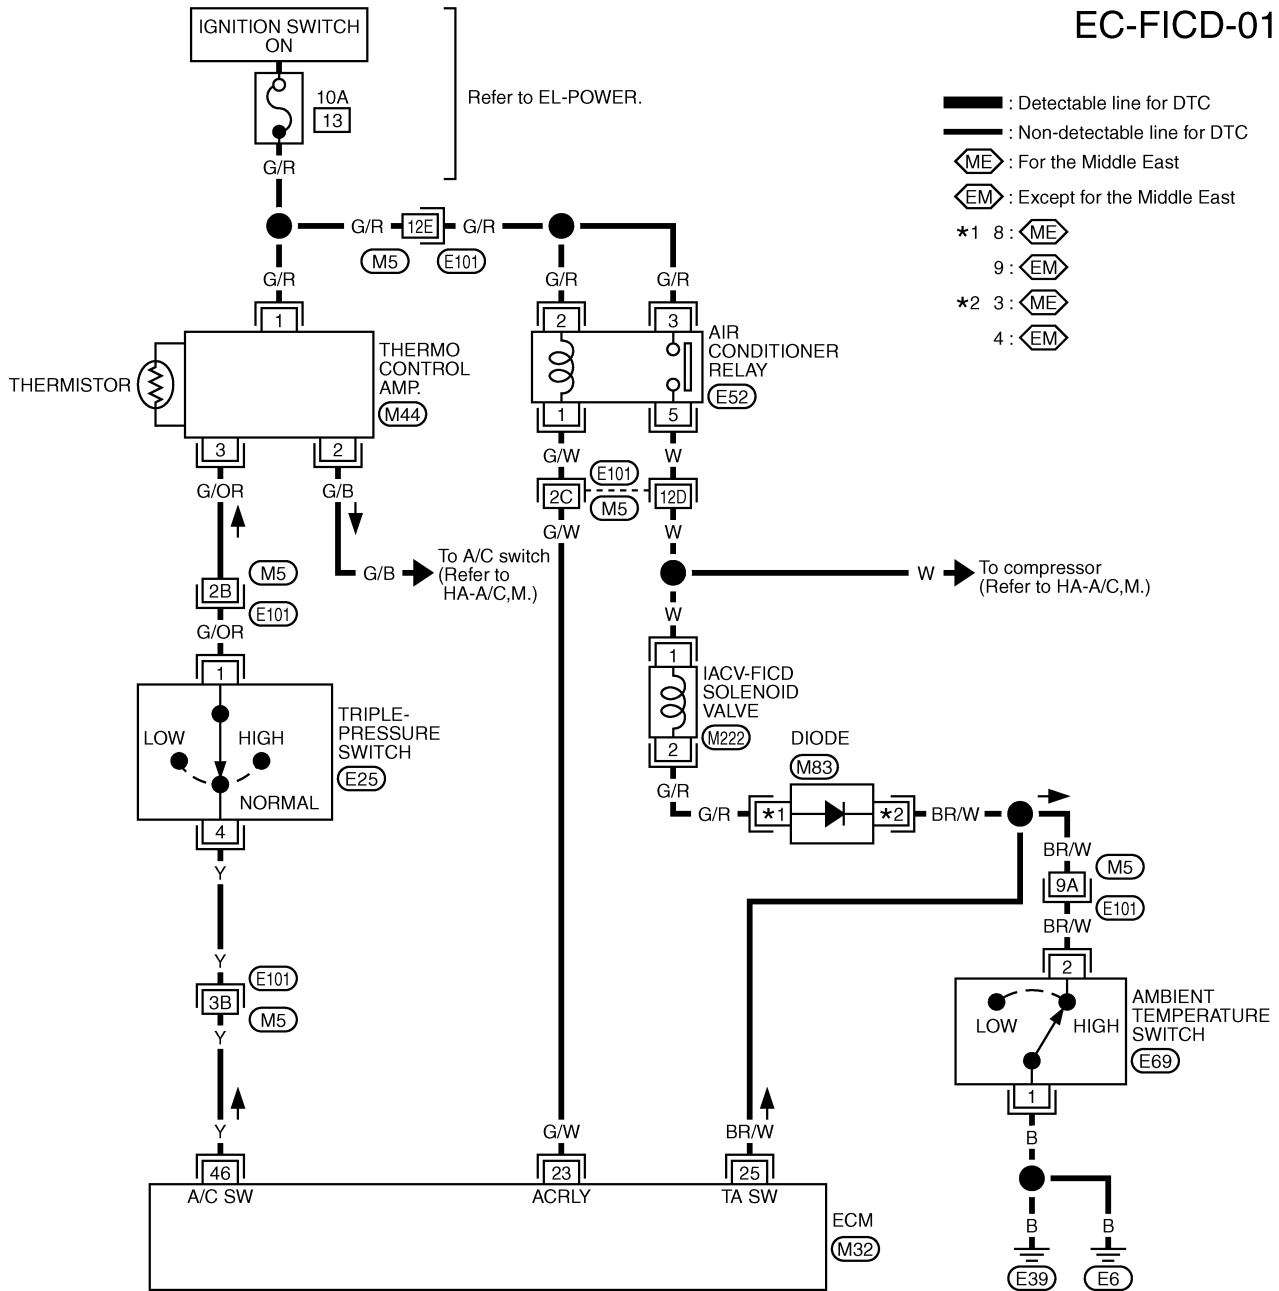 EC-FICD-01
IGNITION SWITCH
ON
10A
13
Refer to EL-POWER.
: Detectable line for DTC
: Non-detectable line for DTC
ME : For the Middle East
EM : Except for the Middle East
*1 8 : ME
9 : EM
*2 3 : ME
4 : EM
G/R
G/R 12E G/R
M5 E101
G/R
G/R
G/R
1
2
3
THERMISTOR
THERMO
CONTROL
AMP.
M44
AIR
CONDITIONER
RELAY
E52
3
2
1
5
G/OR
G/B
G/W
W
E101
2C
12D
M5
G/W
W
G/B
To A/C switch
(Refer to
HA-A/C,M.)
W
To compressor
(Refer to HA-A/C,M.)
M5
2B
E101
G/OR
W
1
1
TRIPLE-
PRESSURE
SWITCH
E25
LOW
HIGH
NORMAL
4
IACV-FICD
SOLENOID
VALVE
M222
2
G/R
DIODE
M83
G/R
*1
*2
BR/W
BR/W
M5
9A
E101
BR/W
Y
Y
E101
3B
M5
Y
Y
2
LOW
HIGH
AMBIENT
TEMPERATURE
SWITCH
E69
1
B
G/W
BR/W
46
23
25
A/C SW
ACRLY
TA SW
ECM
M32
B
B
E39
E6